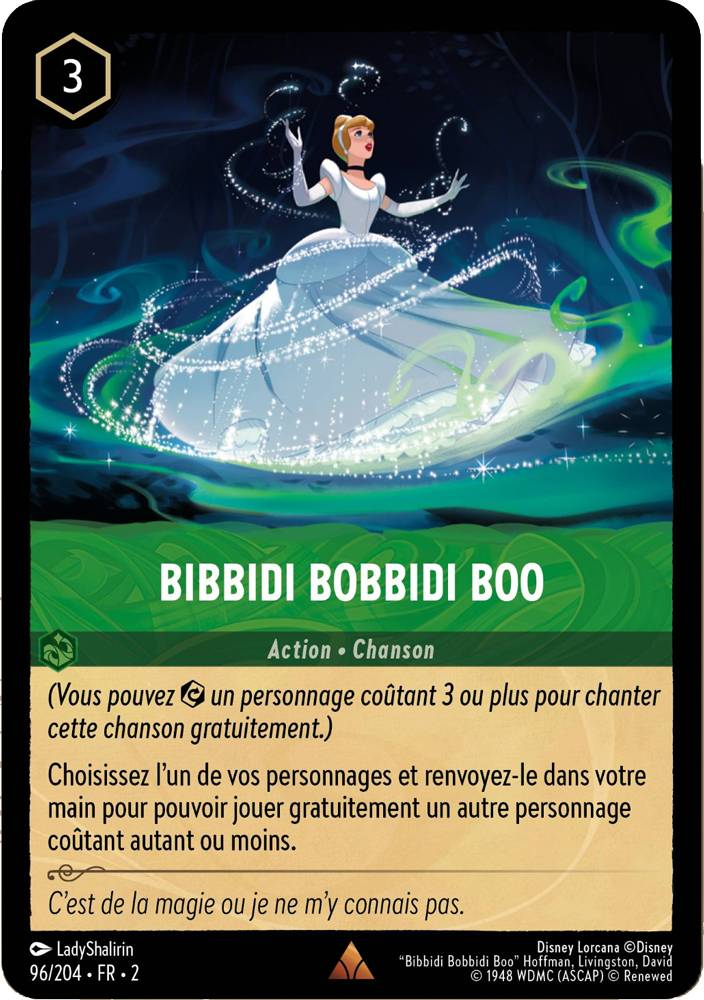 3
BIBBIDI BOBBIDI BOO
Action • Chanson
(Vous pouvez un personnage coûtant 3 ou plus pour chanter
cette chanson gratuitement.)
Choisissez l'un de vos personnages et renvoyez-le dans votre
main pour pouvoir jouer gratuitement un autre personnage
coûtant autant ou moins.
C'est de la magie ou je ne m'y connais pas.
LadyShalirin
96/204 • FR • 2
Disney Lorcana ©Disney
“Bibbidi Bobbidi Boo” Hoffman, Livingston, David
© 1948 WDMC (ASCAP) © Renewed